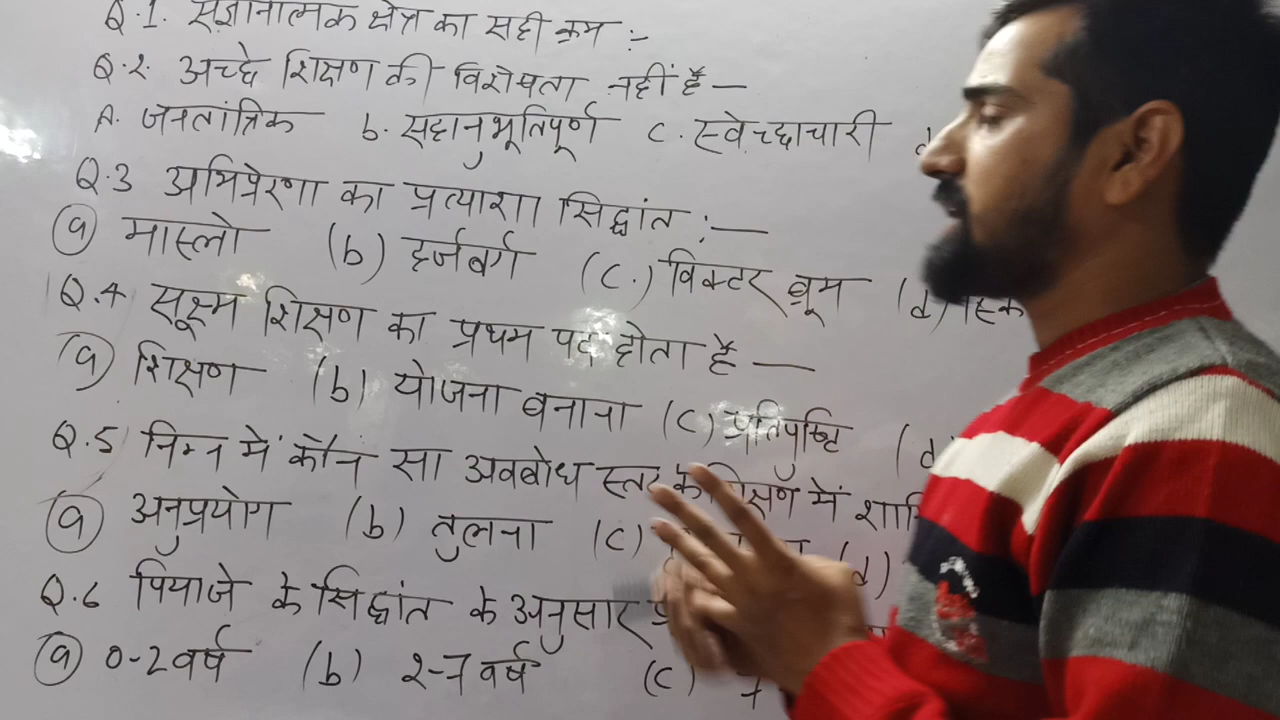 Q.1. संज्ञानात्मक क्षेत्र का सही क्रम :-
Q.2. अच्छे शिक्षण की विशेषता नहीं है —
A. जनतांत्रिक b. सहानुभूतिपूर्ण c. स्वेच्छाचारी
Q.3 अभिप्रेरणा का प्रत्याशा सिद्धांत :—
(a) मास्लो (b) हर्जबर्ग (c.) विक्टर व्रूम (d)
Q.4 सूक्ष्म शिक्षण का प्रथम पद होता है —
(a) शिक्षण (b) योजना बनाना (c) प्रतिपुष्टि (d)
Q.5 निम्न में कौन सा अवबोध स्तर के शिक्षण में
(a) अनुप्रयोग (b) तुलना (c) (d)
Q.6 पियाजे के सिद्धांत के अनुसार
(a) 0-2 वर्ष (b) 2-7 वर्ष (c) 7